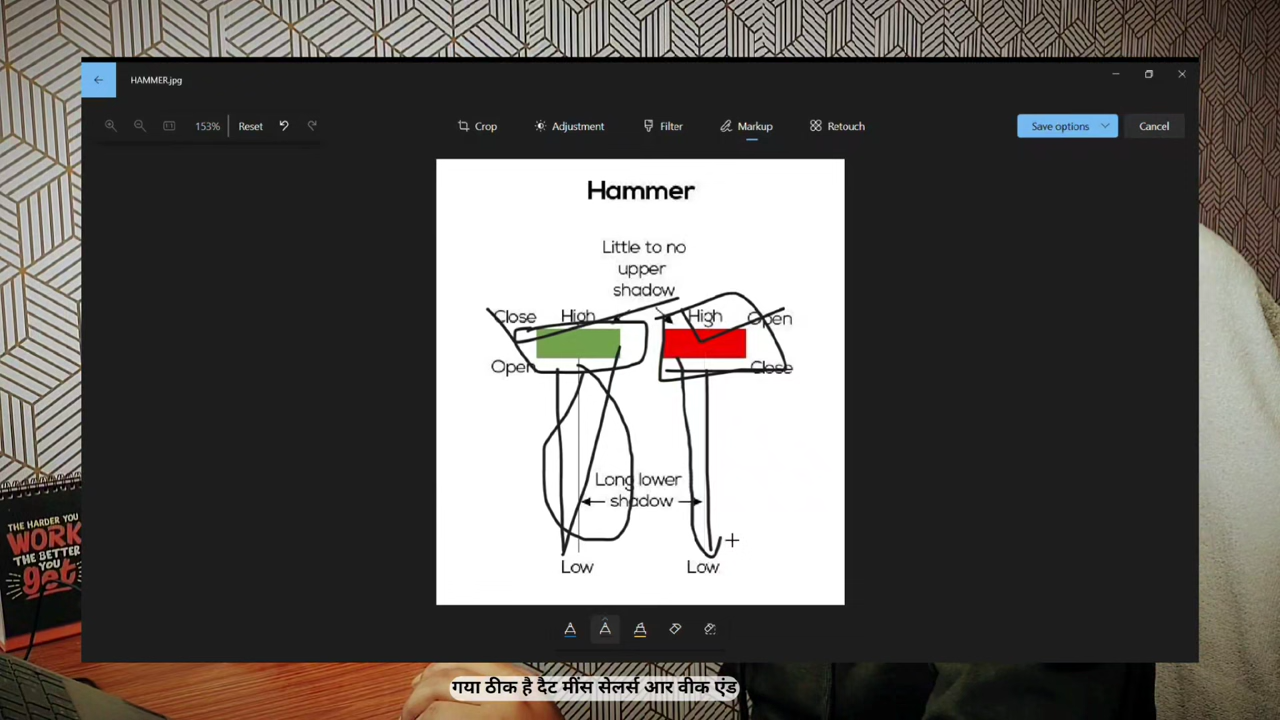 HAMMER.jpg
153%
Reset
Crop
Adjustment
Filter
Markup
Retouch
Save options
Cancel
Hammer
Little to no
upper
shadow
Close
High
High
Open
Open
Close
Long lower
shadow
Low
Low
THE HARDER YOU
WORK
THE BETTER
YOU
get
गया ठीक है दैट मींस सेलर्स आर वीक एंड